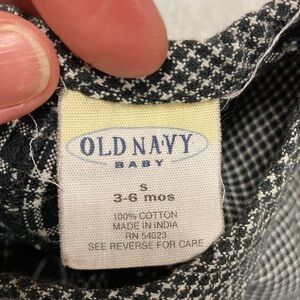 OLD NAVY
BABY
S
3-6 mos
100% COTTON
MADE IN INDIA
RN 54023
SEE REVERSE FOR CARE